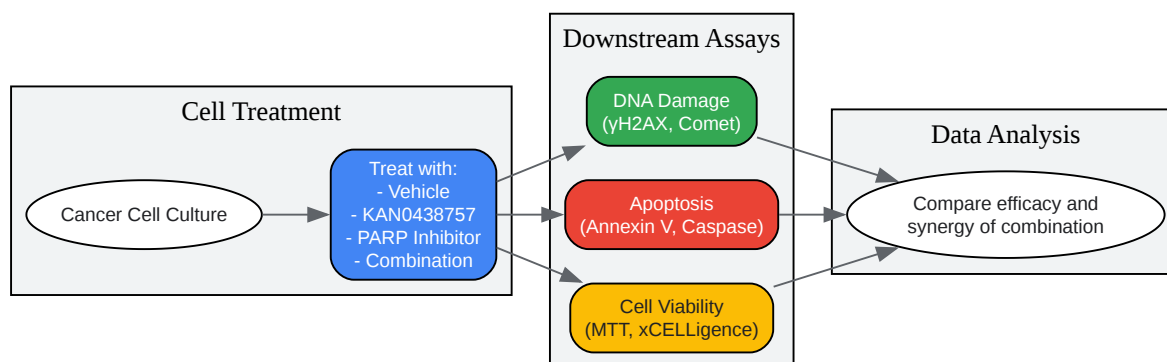 Cell Treatment
Cancer Cell Culture
Treat with:
- Vehicle
- KAN0438757
- PARP Inhibitor
- Combination
Downstream Assays
DNA Damage
(γH2AX, Comet)
Apoptosis
(Annexin V, Caspase)
Cell Viability
(MTT, xCELLigence)
Data Analysis
Compare efficacy and
synergy of combination